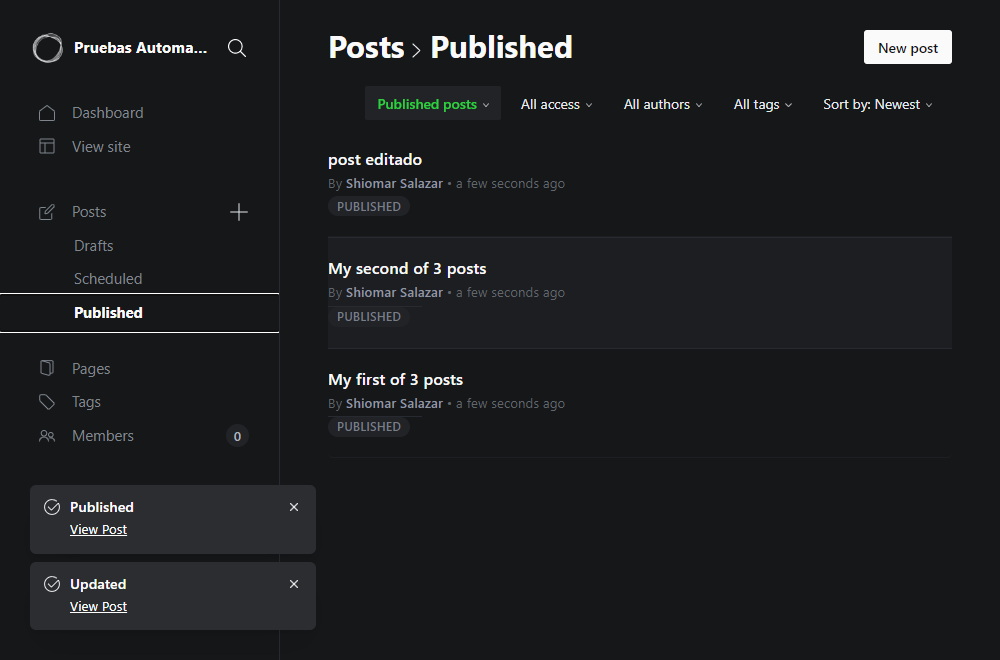 Pruebas Automa...
Dashboard
View site
Posts
Drafts
Scheduled
Published
Pages
Tags
Members 0
Published
View Post
Updated
View Post
Posts > Published
New post
Published posts All access All authors All tags Sort by: Newest
post editado
By Shiomar Salazar • a few seconds ago
PUBLISHED
My second of 3 posts
By Shiomar Salazar • a few seconds ago
PUBLISHED
My first of 3 posts
By Shiomar Salazar • a few seconds ago
PUBLISHED